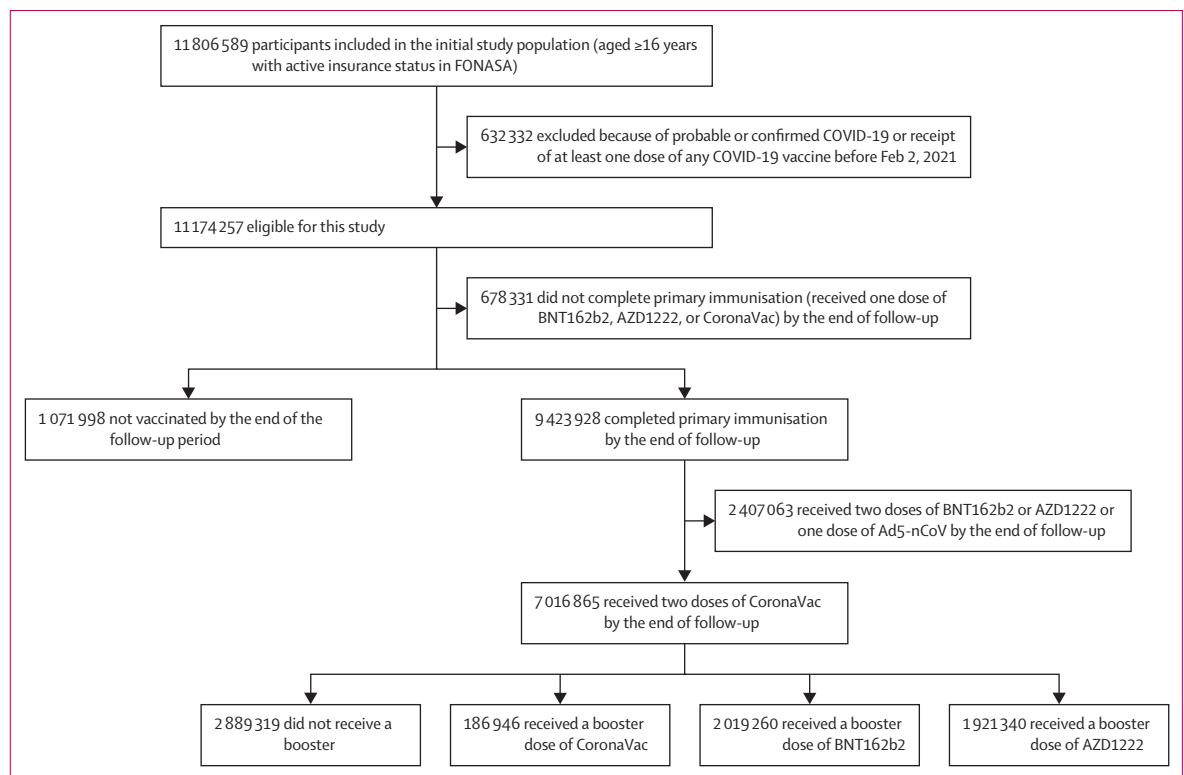 11 806 589 participants included in the initial study population (aged ≥16 years
with active insurance status in FONASA)
632 332 excluded because of probable or confirmed COVID-19 or receipt
of at least one dose of any COVID-19 vaccine before Feb 2, 2021
11 174 257 eligible for this study
678 331 did not complete primary immunisation (received one dose of
BNT162b2, AZD1222, or CoronaVac) by the end of follow-up
1 071 998 not vaccinated by the end of the
follow-up period
9 423 928 completed primary immunisation
by the end of follow-up
2 407 063 received two doses of BNT162b2 or AZD1222 or
one dose of Ad5-nCoV by the end of follow-up
7 016 865 received two doses of CoronaVac
by the end of follow-up
2 889 319 did not receive a
booster
186 946 received a booster
dose of CoronaVac
2 019 260 received a booster
dose of BNT162b2
1 921 340 received a booster
dose of AZD1222